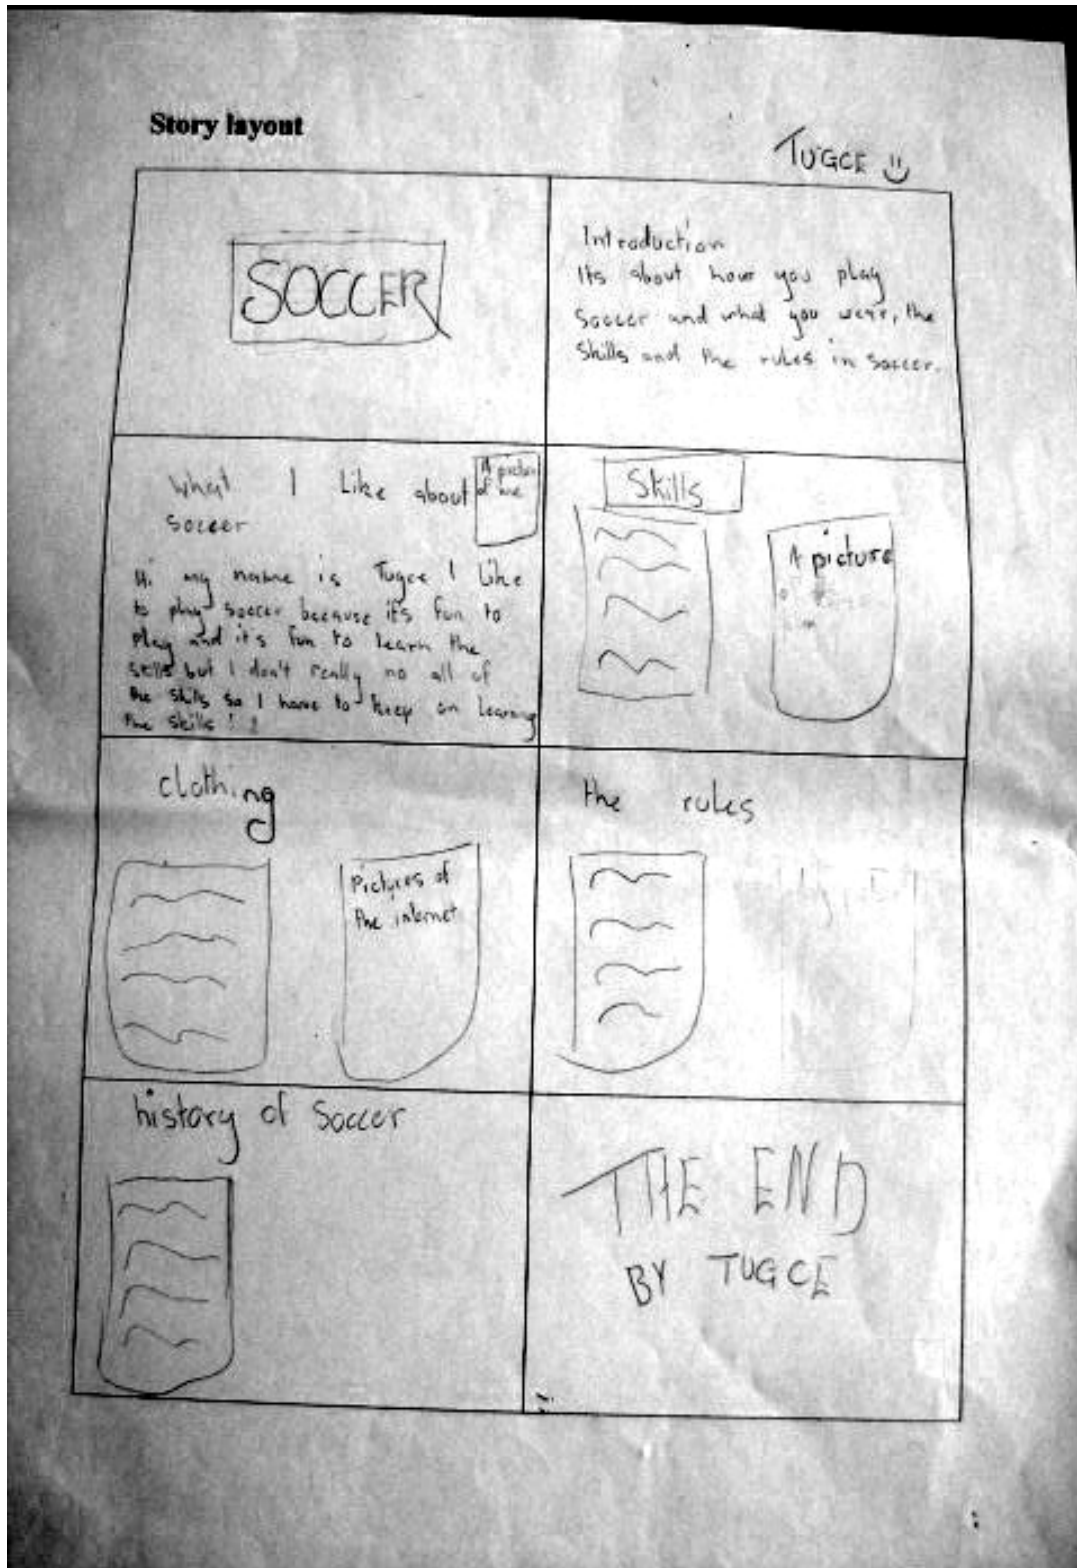 Story layout
TUGCE
SOCCER
Introduction
Its about how you play
soccer and what you wear, the
skills and the rules in soccer.
What I Like about
soccer
A picture
of me
Hi my name is Tugce I Like
to play soccer because it's fun to
play and it's fun to learn the
skills but I don't really no all of
the skils so I have to keep on learning
the skills!!
Skills
A picture
clothing
Pictures of
the internet
the rules
history of Soccer
THE END
BY TUGCE